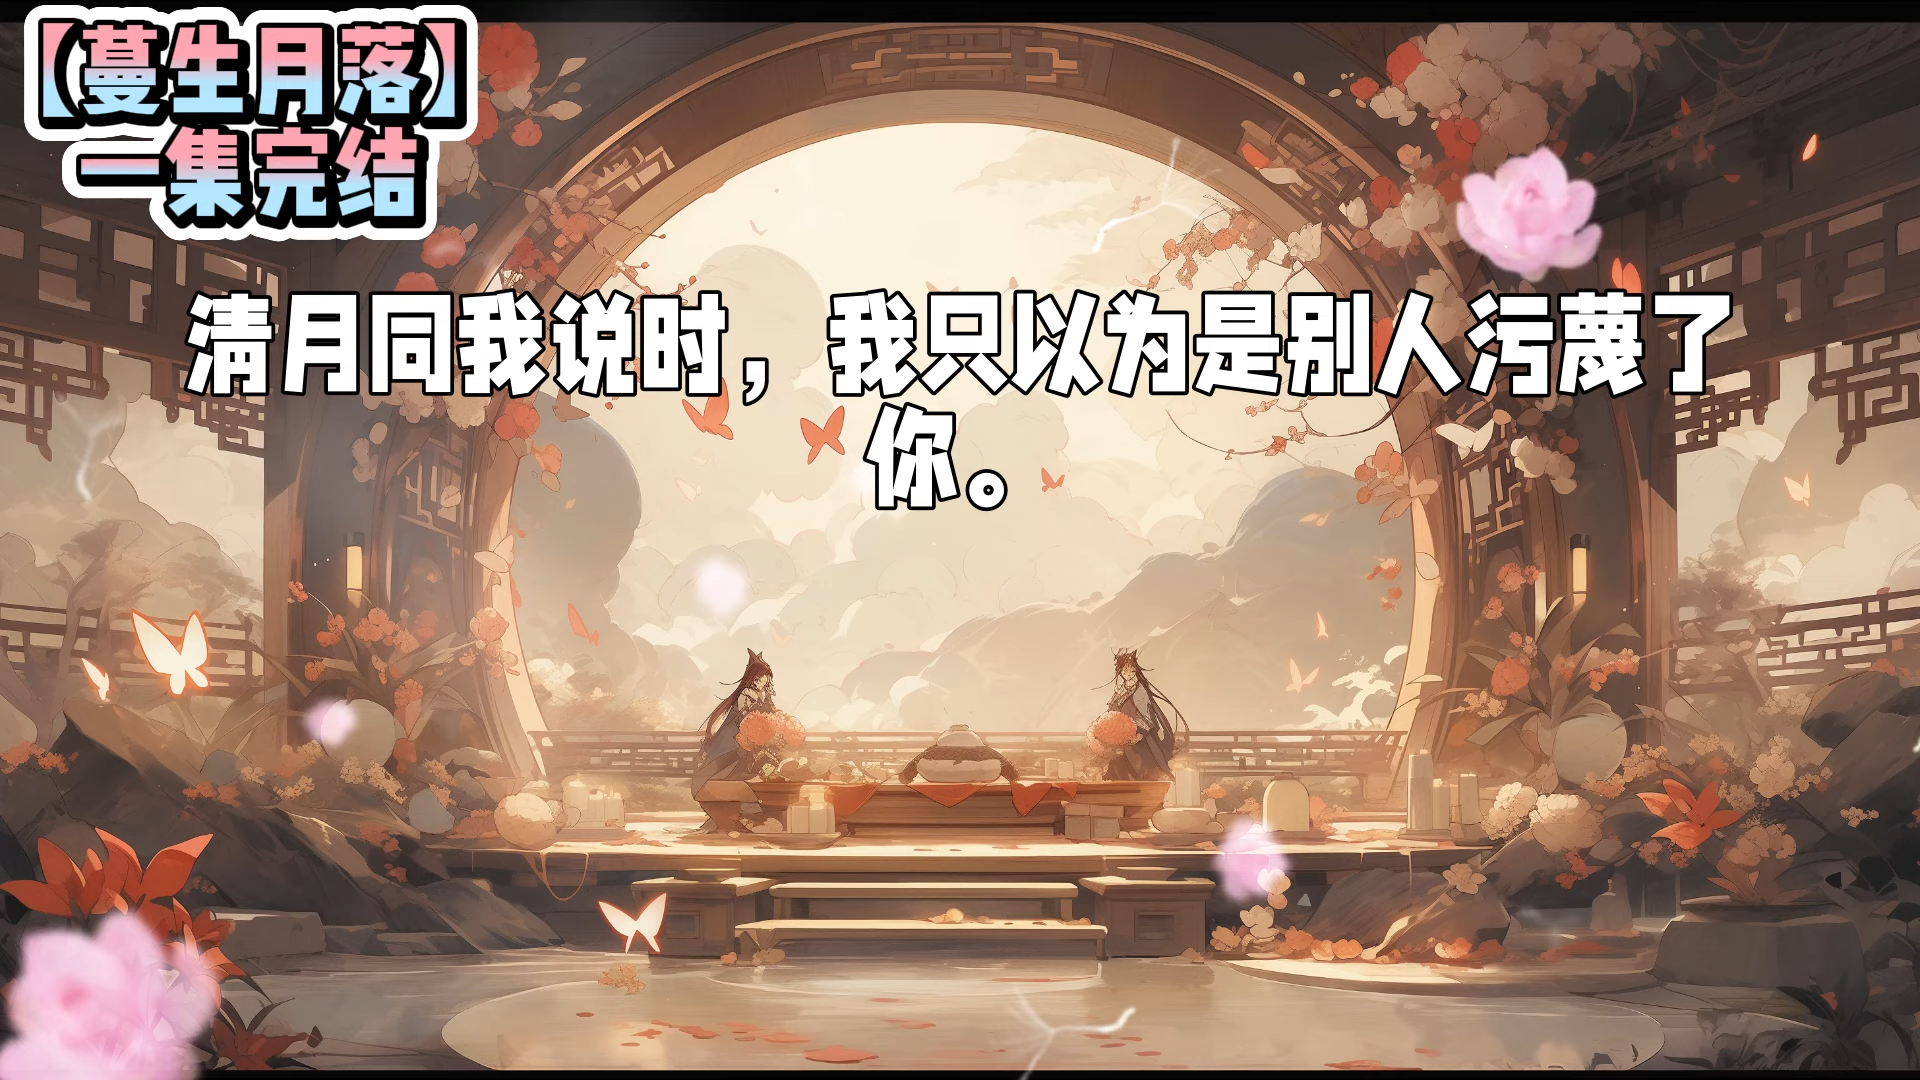 【蔓生月落】
一集完结
清月同我说时，我只以为是别人污蔑了
你。